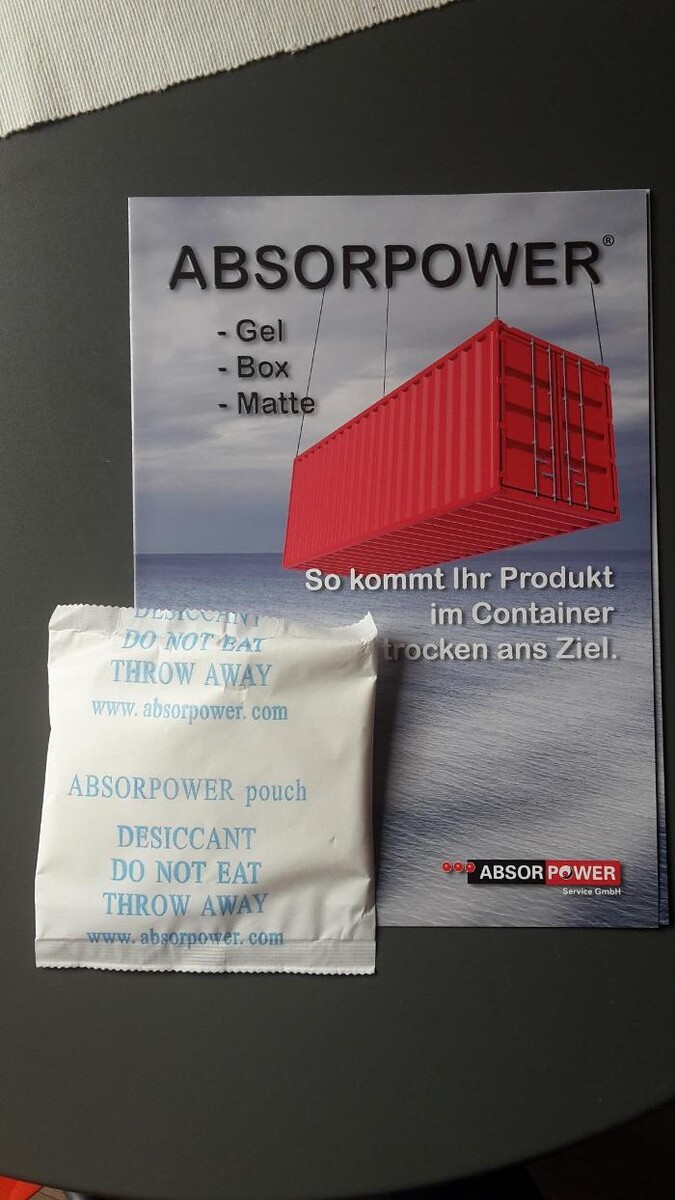 ABSORPOWER®
- Gel
- Box
- Matte
So kommt Ihr Produkt
im Container
trocken ans Ziel.
ABSORPOWER
Service GmbH
DESICCANT
DO NOT EAT
THROW AWAY
www.absorpower.com
ABSORPOWER pouch
DESICCANT
DO NOT EAT
THROW AWAY
www.absorpower.com